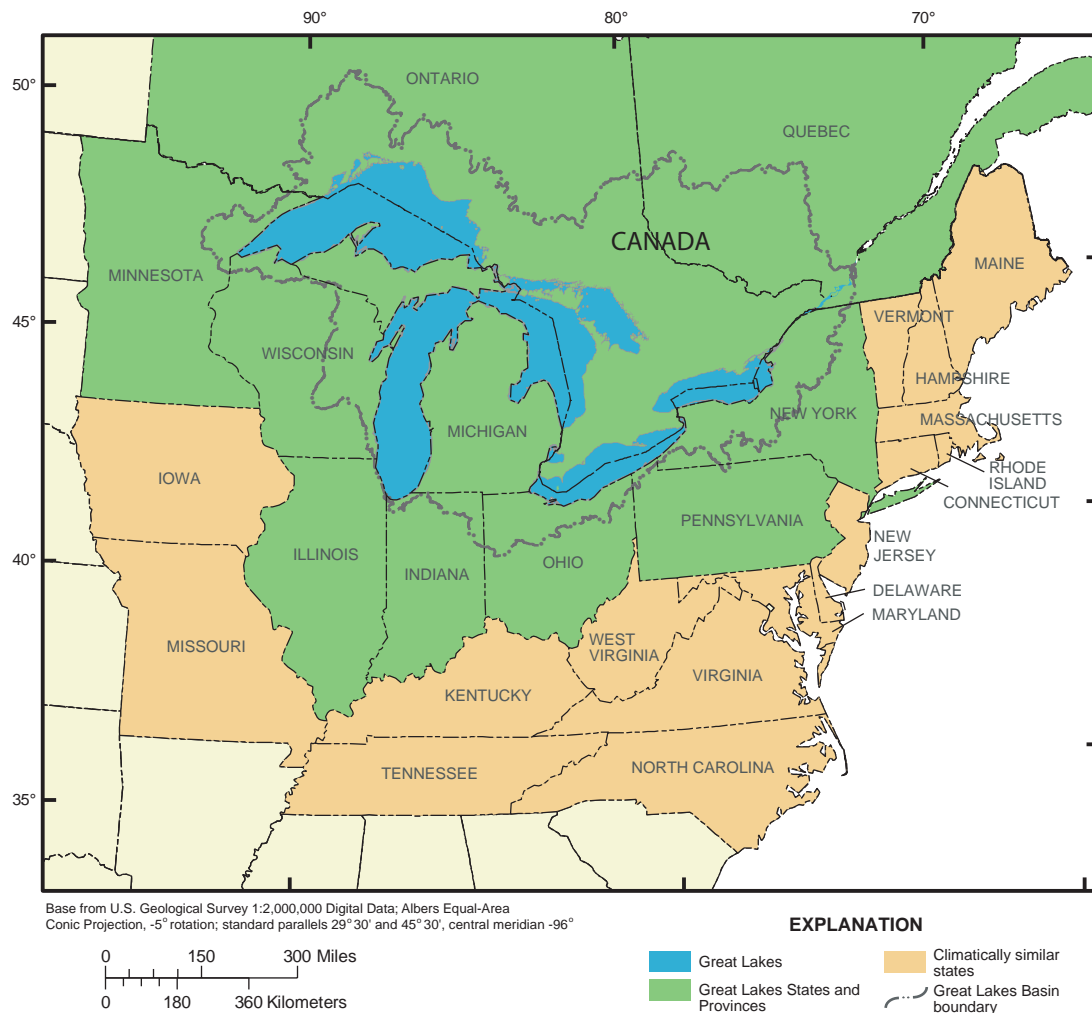 90°
80°
70°
50°
ONTARIO
QUEBEC
CANADA
MAINE
MINNESOTA
45°
VERMONT
WISCONSIN
HAMPSHIRE
NEW YORK
MASSACHUSETTS
MICHIGAN
RHODE
ISLAND
IOWA
CONNECTICUT
PENNSYLVANIA
NEW
JERSEY
40°
ILLINOIS
OHIO
INDIANA
DELAWARE
MARYLAND
MISSOURI
WEST
VIRGINIA
VIRGINIA
KENTUCKY
TENNESSEE
NORTH CAROLINA
35°
Base from U.S. Geological Survey 1:2,000,000 Digital Data; Albers Equal-Area
Conic Projection, -5° rotation; standard parallels 29° 30' and 45° 30', central meridian -96°
0 150 300 Miles
0 180 360 Kilometers
EXPLANATION
Great Lakes
Great Lakes States and
Provinces
Climatically similar
states
Great Lakes Basin
boundary